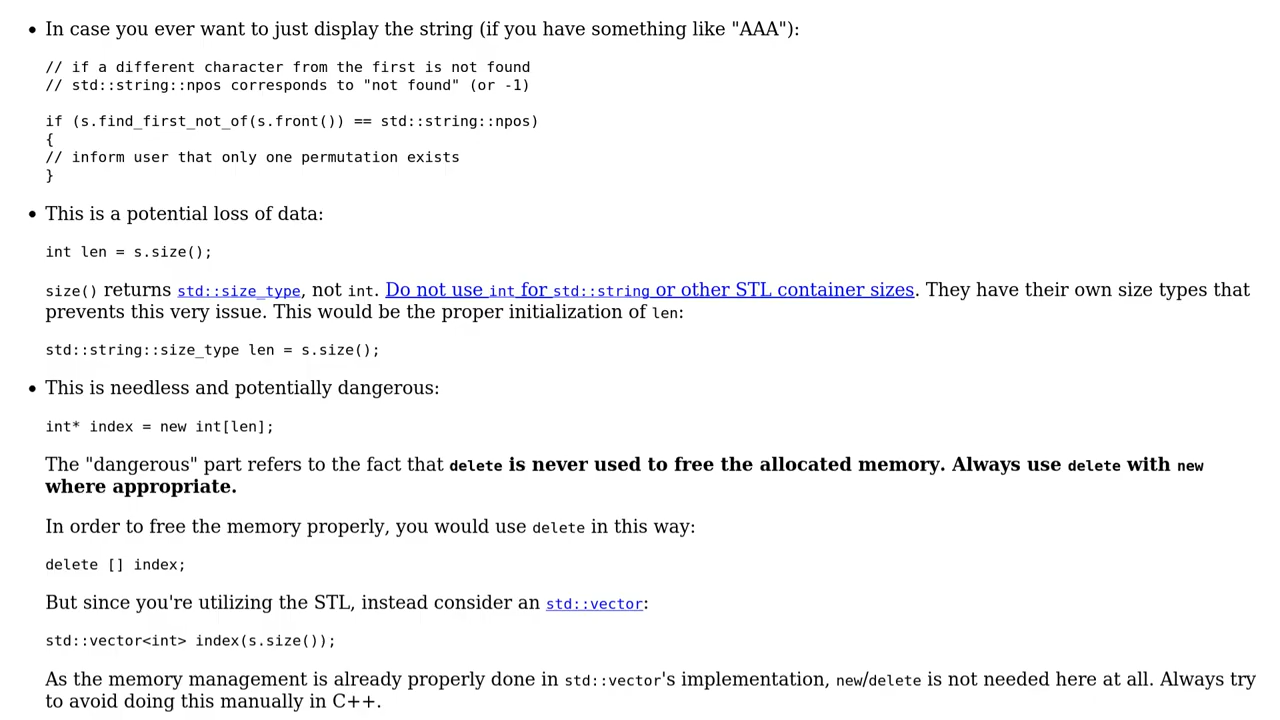 • In case you ever want to just display the string (if you have something like "AAA"):
// if a different character from the first is not found
// std::string::npos corresponds to "not found" (or -1)
if (s.find_first_not_of(s.front()) == std::string::npos)
{
// inform user that only one permutation exists
}
• This is a potential loss of data:
int len = s.size();
size() returns std::size_type, not int. Do not use int for std::string or other STL container sizes. They have their own size types that
prevents this very issue. This would be the proper initialization of len:
std::string::size_type len = s.size();
• This is needless and potentially dangerous:
int* index = new int[len];
The "dangerous" part refers to the fact that delete is never used to free the allocated memory. Always use delete with new
where appropriate.
In order to free the memory properly, you would use delete in this way:
delete [] index;
But since you're utilizing the STL, instead consider an std::vector:
std::vector<int> index(s.size());
As the memory management is already properly done in std::vector's implementation, new/delete is not needed here at all. Always try
to avoid doing this manually in C++.